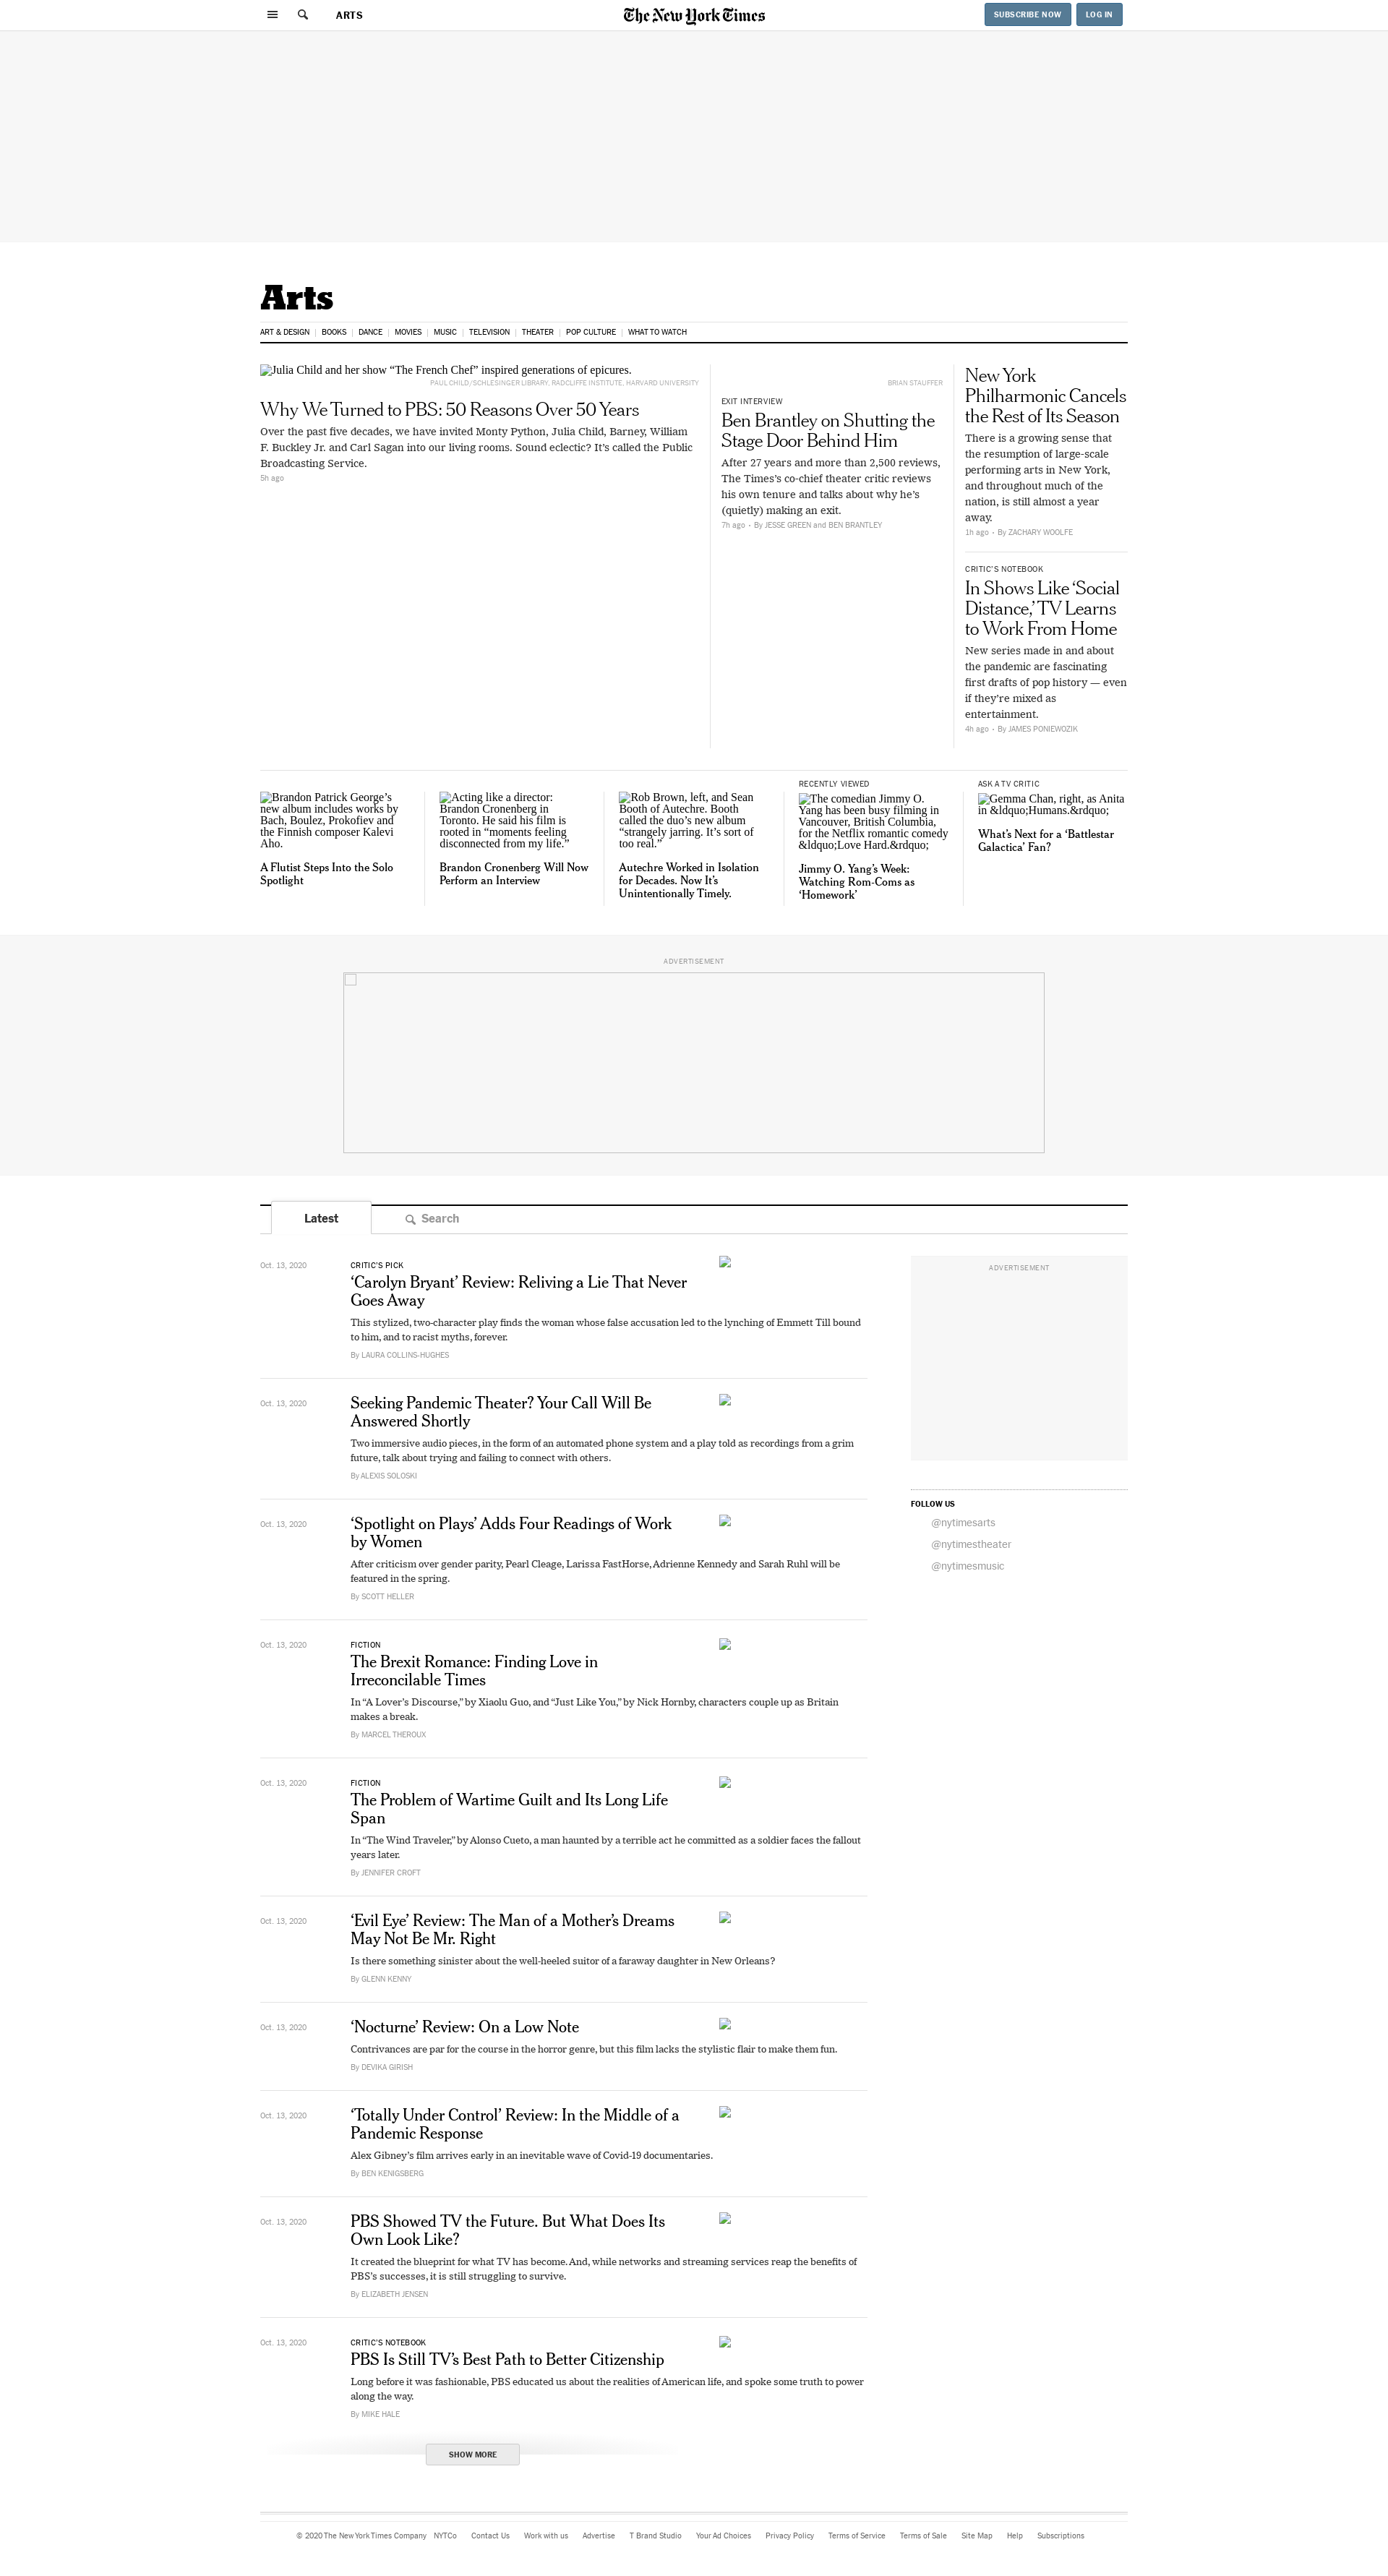 ARTS
The New York Times
SUBSCRIBE NOW
LOG IN
Arts
ART & DESIGN
BOOKS
DANCE
MOVIES
MUSIC
TELEVISION
THEATER
POP CULTURE
WHAT TO WATCH
Julia Child and her show “The French Chef” inspired generations of epicures.
PAUL CHILD/SCHLESINGER LIBRARY, RADCLIFFE INSTITUTE, HARVARD UNIVERSITY
Why We Turned to PBS: 50 Reasons Over 50 Years
Over the past five decades, we have invited Monty Python, Julia Child, Barney, William
F. Buckley Jr. and Carl Sagan into our living rooms. Sound eclectic? It’s called the Public
Broadcasting Service.
5h ago
BRIAN STAUFFER
EXIT INTERVIEW
Ben Brantley on Shutting the
Stage Door Behind Him
After 27 years and more than 2,500 reviews,
The Times’s co-chief theater critic reviews
his own tenure and talks about why he’s
(quietly) making an exit.
7h ago • By JESSE GREEN and BEN BRANTLEY
New York
Philharmonic Cancels
the Rest of Its Season
There is a growing sense that
the resumption of large-scale
performing arts in New York,
and throughout much of the
nation, is still almost a year
away.
1h ago • By ZACHARY WOOLFE
CRITIC’S NOTEBOOK
In Shows Like ‘Social
Distance,’ TV Learns
to Work From Home
New series made in and about
the pandemic are fascinating
first drafts of pop history — even
if they’re mixed as
entertainment.
4h ago • By JAMES PONIEWOZIK
Brandon Patrick George’s
new album includes works by
Bach, Boulez, Prokofiev and
the Finnish composer Kalevi
Aho.
A Flutist Steps Into the Solo
Spotlight
Acting like a director:
Brandon Cronenberg in
Toronto. He said his film is
rooted in “moments feeling
disconnected from my life.”
Brandon Cronenberg Will Now
Perform an Interview
Rob Brown, left, and Sean
Booth of Autechre. Booth
called the duo’s new album
“strangely jarring. It’s sort of
too real.”
Autechre Worked in Isolation
for Decades. Now It’s
Unintentionally Timely.
RECENTLY VIEWED
The comedian Jimmy O.
Yang has been busy filming in
Vancouver, British Columbia,
for the Netflix romantic comedy
&ldquo;Love Hard.&rdquo;
Jimmy O. Yang’s Week:
Watching Rom-Coms as
‘Homework’
ASK A TV CRITIC
Gemma Chan, right, as Anita
in &ldquo;Humans.&rdquo;
What’s Next for a ‘Battlestar
Galactica’ Fan?
ADVERTISEMENT
Latest
Search
Oct. 13, 2020
CRITIC’S PICK
‘Carolyn Bryant’ Review: Reliving a Lie That Never
Goes Away
This stylized, two-character play finds the woman whose false accusation led to the lynching of Emmett Till bound
to him, and to racist myths, forever.
By LAURA COLLINS-HUGHES
Oct. 13, 2020
Seeking Pandemic Theater? Your Call Will Be
Answered Shortly
Two immersive audio pieces, in the form of an automated phone system and a play told as recordings from a grim
future, talk about trying and failing to connect with others.
By ALEXIS SOLOSKI
Oct. 13, 2020
‘Spotlight on Plays’ Adds Four Readings of Work
by Women
After criticism over gender parity, Pearl Cleage, Larissa FastHorse, Adrienne Kennedy and Sarah Ruhl will be
featured in the spring.
By SCOTT HELLER
Oct. 13, 2020
FICTION
The Brexit Romance: Finding Love in
Irreconcilable Times
In “A Lover’s Discourse,” by Xiaolu Guo, and “Just Like You,” by Nick Hornby, characters couple up as Britain
makes a break.
By MARCEL THEROUX
Oct. 13, 2020
FICTION
The Problem of Wartime Guilt and Its Long Life
Span
In “The Wind Traveler,” by Alonso Cueto, a man haunted by a terrible act he committed as a soldier faces the fallout
years later.
By JENNIFER CROFT
Oct. 13, 2020
‘Evil Eye’ Review: The Man of a Mother’s Dreams
May Not Be Mr. Right
Is there something sinister about the well-heeled suitor of a faraway daughter in New Orleans?
By GLENN KENNY
Oct. 13, 2020
‘Nocturne’ Review: On a Low Note
Contrivances are par for the course in the horror genre, but this film lacks the stylistic flair to make them fun.
By DEVIKA GIRISH
Oct. 13, 2020
‘Totally Under Control’ Review: In the Middle of a
Pandemic Response
Alex Gibney’s film arrives early in an inevitable wave of Covid-19 documentaries.
By BEN KENIGSBERG
Oct. 13, 2020
PBS Showed TV the Future. But What Does Its
Own Look Like?
It created the blueprint for what TV has become. And, while networks and streaming services reap the benefits of
PBS’s successes, it is still struggling to survive.
By ELIZABETH JENSEN
Oct. 13, 2020
CRITIC’S NOTEBOOK
PBS Is Still TV’s Best Path to Better Citizenship
Long before it was fashionable, PBS educated us about the realities of American life, and spoke some truth to power
along the way.
By MIKE HALE
SHOW MORE
ADVERTISEMENT
FOLLOW US
@nytimesarts
@nytimestheater
@nytimesmusic
© 2020 The New York Times Company NYTCo Contact Us Work with us Advertise T Brand Studio Your Ad Choices Privacy Policy Terms of Service Terms of Sale Site Map Help Subscriptions